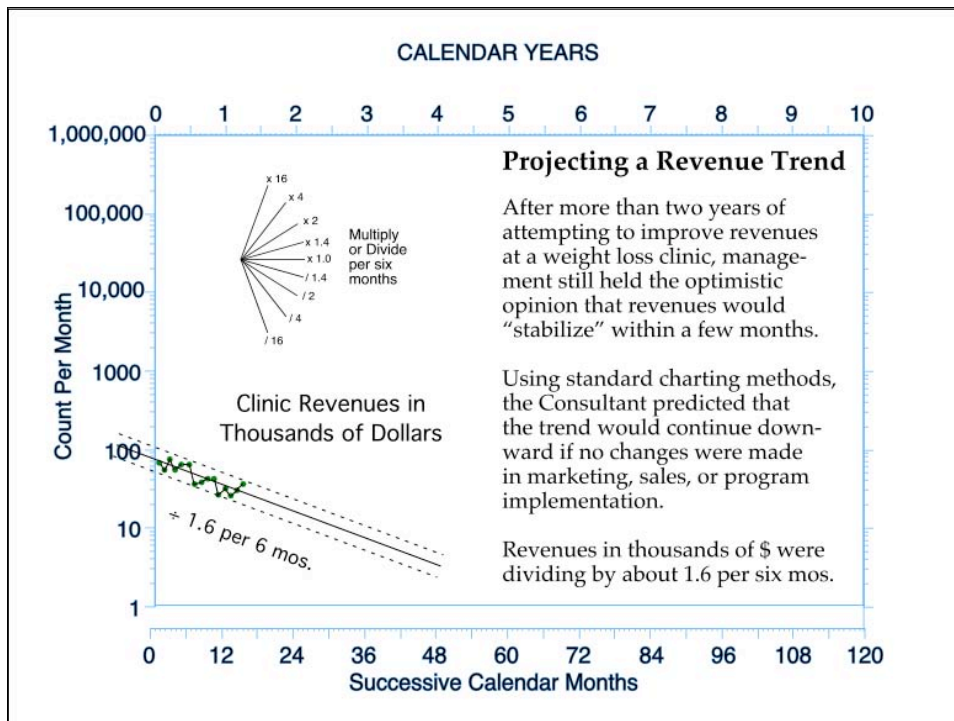 CALENDAR YEARS
0 1 2 3 4 5 6 7 8 9 10
Count Per Month
1,000,000
100,000
10,000
1000
100
10
1
x 16
x 4
x 2
x 1.4
x 1.0
/ 1.4
/ 2
/ 4
/ 16
Multiply
or Divide
per six
months
Clinic Revenues in
Thousands of Dollars
÷ 1.6 per 6 mos.
Projecting a Revenue Trend
After more than two years of
attempting to improve revenues
at a weight loss clinic, manage-
ment still held the optimistic
opinion that revenues would
“stabilize” within a few months.
Using standard charting methods,
the Consultant predicted that
the trend would continue down-
ward if no changes were made
in marketing, sales, or program
implementation.
Revenues in thousands of $ were
dividing by about 1.6 per six mos.
0 12 24 36 48 60 72 84 96 108 120
Successive Calendar Months